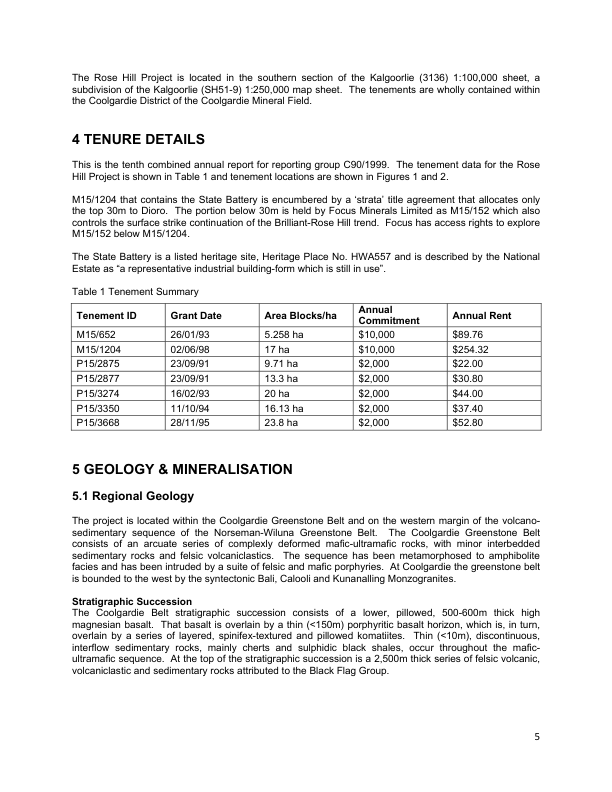 The Rose Hill Project is located in the southern section of the Kalgoorlie (3136) 1:100,000 sheet, a
subdivision of the Kalgoorlie (SH51-9) 1:250,000 map sheet. The tenements are wholly contained within
the Coolgardie District of the Coolgardie Mineral Field.
4 TENURE DETAILS
This is the tenth combined annual report for reporting group C90/1999. The tenement data for the Rose
Hill Project is shown in Table 1 and tenement locations are shown in Figures 1 and 2.
M15/1204 that contains the State Battery is encumbered by a ‘strata’ title agreement that allocates only
the top 30m to Dioro. The portion below 30m is held by Focus Minerals Limited as M15/152 which also
controls the surface strike continuation of the Brilliant-Rose Hill trend. Focus has access rights to explore
M15/152 below M15/1204.
The State Battery is a listed heritage site, Heritage Place No. HWA557 and is described by the National
Estate as “a representative industrial building-form which is still in use”.
Table 1 Tenement Summary
Tenement ID Grant Date Area Blocks/ha Annual Commitment Annual Rent
M15/652 26/01/93 5.258 ha $10,000 $89.76
M15/1204 02/06/98 17 ha $10,000 $254.32
P15/2875 23/09/91 9.71 ha $2,000 $22.00
P15/2877 23/09/91 13.3 ha $2,000 $30.80
P15/3274 16/02/93 20 ha $2,000 $44.00
P15/3350 11/10/94 16.13 ha $2,000 $37.40
P15/3668 28/11/95 23.8 ha $2,000 $52.80
5 GEOLOGY & MINERALISATION
5.1 Regional Geology
The project is located within the Coolgardie Greenstone Belt and on the western margin of the volcano-
sedimentary sequence of the Norseman-Wiluna Greenstone Belt. The Coolgardie Greenstone Belt
consists of an arcuate series of complexly deformed mafic-ultramafic rocks, with minor interbedded
sedimentary rocks and felsic volcaniclastics. The sequence has been metamorphosed to amphibolite
facies and has been intruded by a suite of felsic and mafic porphyries. At Coolgardie the greenstone belt
is bounded to the west by the syntectonic Bali, Calooli and Kunanalling Monzogranites.
Stratigraphic Succession
The Coolgardie Belt stratigraphic succession consists of a lower, pillowed, 500-600m thick high
magnesian basalt. That basalt is overlain by a thin (<150m) porphyritic basalt horizon, which is, in turn,
overlain by a series of layered, spinifex-textured and pillowed komatiites. Thin (<10m), discontinuous,
interflow sedimentary rocks, mainly cherts and sulphidic black shales, occur throughout the mafic-
ultramafic sequence. At the top of the stratigraphic succession is a 2,500m thick series of felsic volcanic,
volcaniclastic and sedimentary rocks attributed to the Black Flag Group.
5